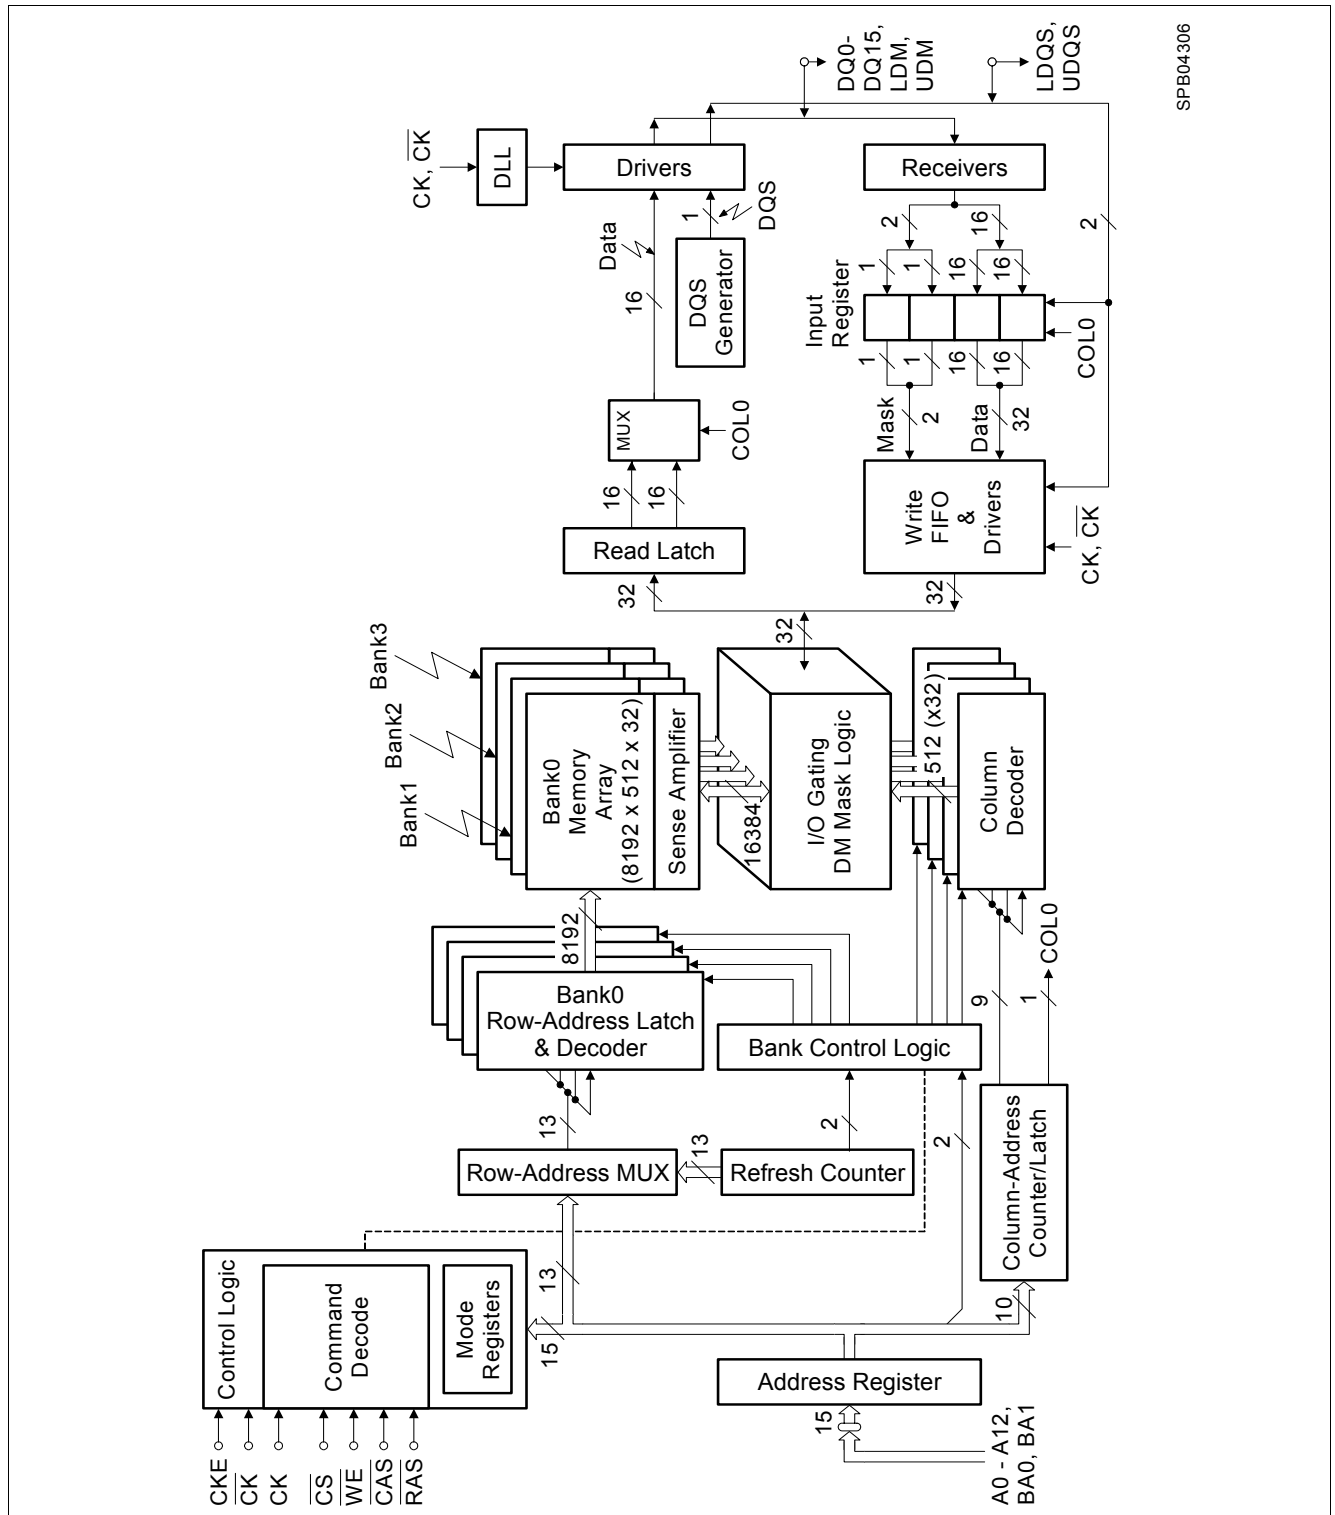 CKE
CK
CK
CS
WE
CAS
RAS
Control Logic
Command
Decode
Mode
Registers
15
13
A0 - A12,
BA0, BA1
15
Address Register
10
Row-Address MUX
13
Refresh Counter
13
2
2
Column-Address
Counter/Latch
9
1
COL0
Bank0
Row-Address Latch
& Decoder
Bank Control Logic
8192
Bank1
Bank2
Bank3
Bank0
Memory
Array
(8192 x 512 x 32)
Sense Amplifier
16384
I/O Gating
DM Mask Logic
512 (x32)
Column
Decoder
32
32
32
Read Latch
16
16
MUX
COL0
16
Data
DQS
Generator
1
DQS
CK, CK
DLL
Drivers
Write
FIFO
&
Drivers
CK, CK
Mask
2
Data
32
1
1
16
16
Input
Register
COL0
1
1
16
16
2
16
2
Receivers
DQ0-
DQ15,
LDM,
UDM
LDQS,
UDQS
SPB04306